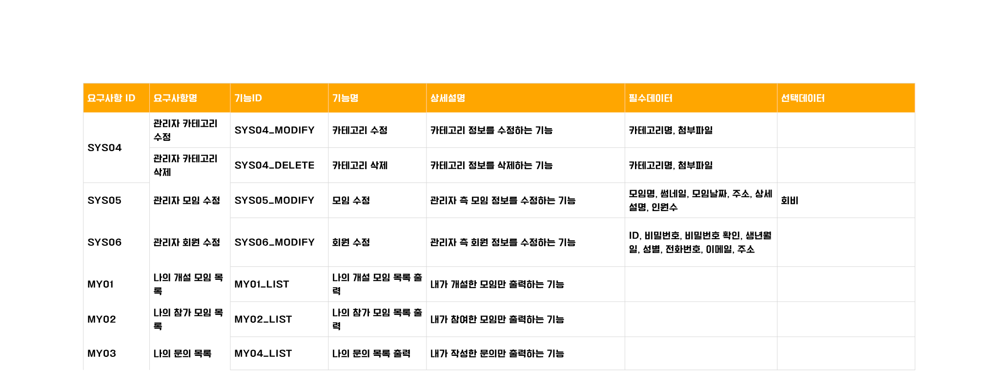 요구사항 ID 요구사항명 기능ID 기능명 상세설명 필수데이터 선택데이터
SYS04
관리자 카테고리
수정
SYS04_MODIFY 카테고리 수정 카테고리 정보를 수정하는 기능 카테고리명, 첨부파일
관리자 카테고리
삭제
SYS04_DELETE 카테고리 삭제 카테고리 정보를 삭제하는 기능 카테고리명, 첨부파일
SYS05 관리자 모임 수정 SYS05_MODIFY 모임 수정 관리자 측 모임 정보를 수정하는 기능
모임명, 썸네일, 모임날짜, 주소, 상세
설명, 인원수
회비
SYS06 관리자 회원 수정 SYS06_MODIFY 회원 수정 관리자 측 회원 정보를 수정하는 기능
ID, 비밀번호, 비밀번호 확인, 생년월
일, 성별, 전화번호, 이메일, 주소
MY01
나의 개설 모임 목
록
MY01_LIST
나의 개설 모임 목록 출
력
내가 개설한 모임만 출력하는 기능
MY02
나의 참가 모임 목
록
MY02_LIST
나의 참가 모임 목록 출
력
내가 참여한 모임만 출력하는 기능
MY03 나의 문의 목록 MY04_LIST 나의 문의 목록 출력 내가 작성한 문의만 출력하는 기능